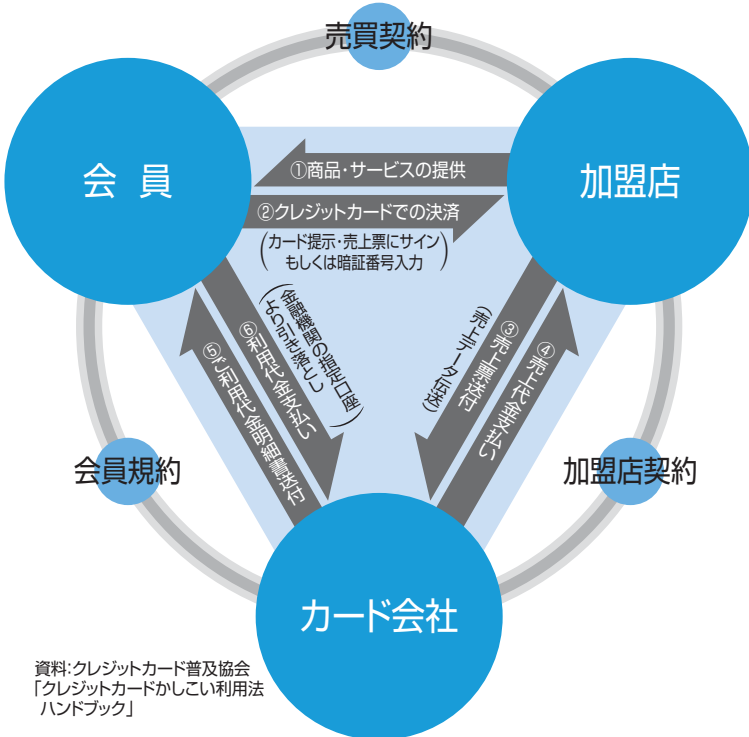 売買契約
会 員
加盟店
①商品・サービスの提供
②クレジットカードでの決済
(カード提示・売上票にサイン
もしくは暗証番号入力)
⑤ご利用代金明細書送付
⑥利用代金支払い
(金融機関の指定口座
より引き落とし)
(売上データ伝送)
③売上票送付
④売上代金支払い
会員規約
加盟店契約
カード会社
資料:クレジットカード普及協会
「クレジットカードかしこい利用法
ハンドブック」